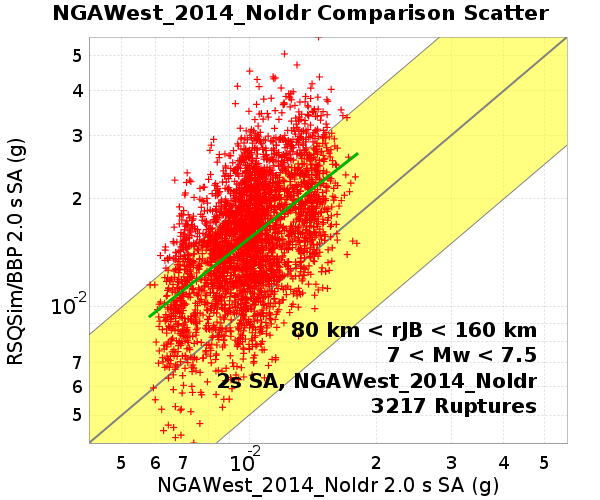 NGAWest_2014_NoIdr Comparison Scatter
RSQSim/BBP 2.0 s SA (g)
5
4
3
2
10^-2
7
6
5
80 km < rJB < 160 km
7 < Mw < 7.5
2s SA, NGAWest_2014_NoIdr
3217 Ruptures
5 6 7 10^-2 2 3 4 5
NGAWest_2014_NoIdr 2.0 s SA (g)